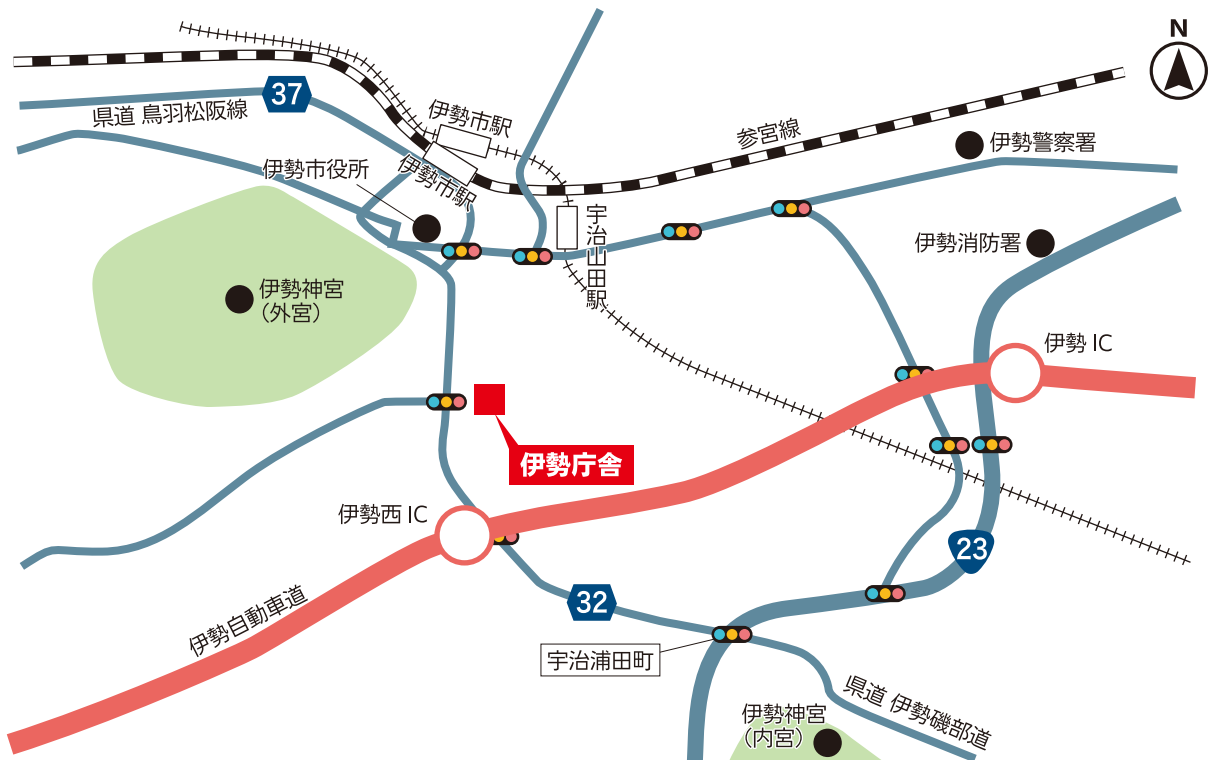 N
37
県道 鳥羽松阪線
伊勢市駅
参宮線
伊勢警察署
伊勢市役所
伊勢市駅
宇治山田駅
伊勢消防署
伊勢神宮
（外宮）
伊勢 IC
伊勢庁舎
伊勢西 IC
23
32
伊勢自動車道
宇治浦田町
県道 伊勢磯部道
伊勢神宮
（内宮）